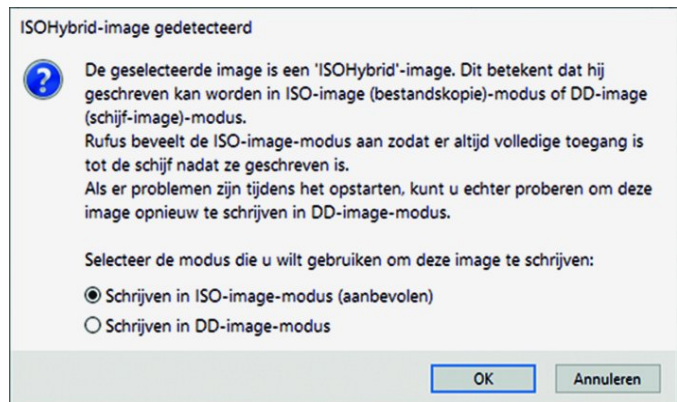 ISOHybrid-image gedetecteerd
De geselecteerde image is een 'ISOHybrid'-image. Dit betekent dat hij
geschreven kan worden in ISO-image (bestandskopie)-modus of DD-image
(schijf-image)-modus.
Rufus beveelt de ISO-image-modus aan zodat er altijd volledige toegang is
tot de schijf nadat ze geschreven is.
Als er problemen zijn tijdens het opstarten, kunt u echter proberen om deze
image opnieuw te schrijven in DD-image-modus.
Selecteer de modus die u wilt gebruiken om deze image te schrijven:
Schrijven in ISO-image-modus (aanbevolen)
Schrijven in DD-image-modus
OK Annuleren